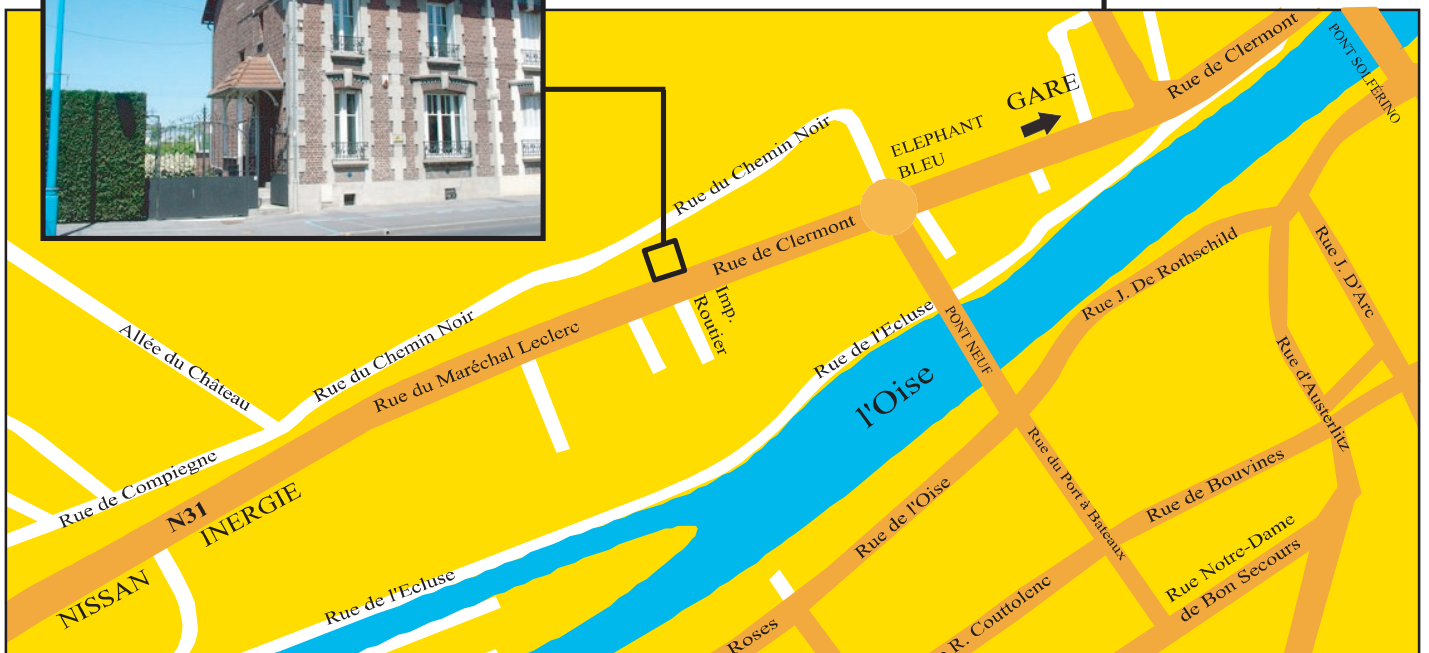 Rue de Clermont
PONT SOLFÉRINO
GARE
ELEPHANT
BLEU
Rue du Chemin Noir
Rue de Clermont
Imp.
Routier
Rue J. De Rothschild
Rue J. D'Arc
Allée du Château
Rue du Chemin Noir
Rue du Maréchal Leclerc
Rue de l'Ecluse
PONT NEUF
l'Oise
Rue d'Austerlitz
Rue de Compiegne
N31
INERGIE
NISSAN
Rue de l'Oise
Rue du Port à Bateaux
Rue de Bouvines
Rue Notre-Dame
de Bon Secours
Rue de l'Ecluse
Roses
R. Couttolenc